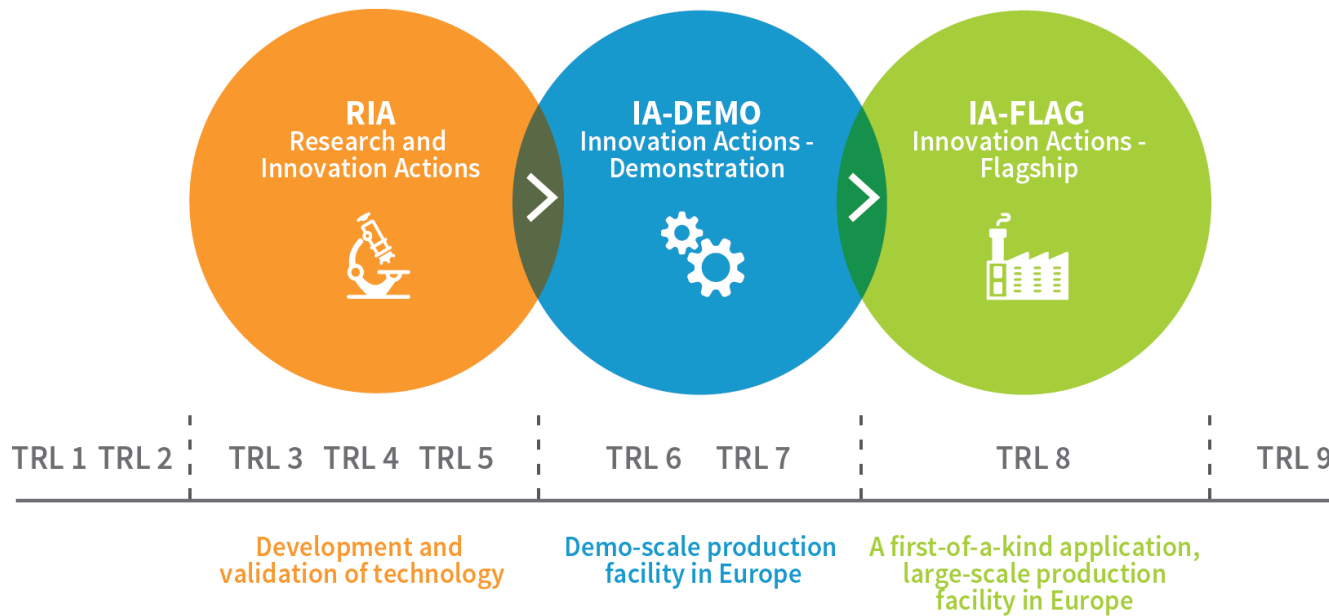 RIA
Research and
Innovation Actions
IA-DEMO
Innovation Actions -
Demonstration
IA-FLAG
Innovation Actions -
Flagship
TRL 1 TRL 2 TRL 3 TRL 4 TRL 5 TRL 6 TRL 7 TRL 8 TRL 9
Development and
validation of technology
Demo-scale production
facility in Europe
A first-of-a-kind application,
large-scale production
facility in Europe